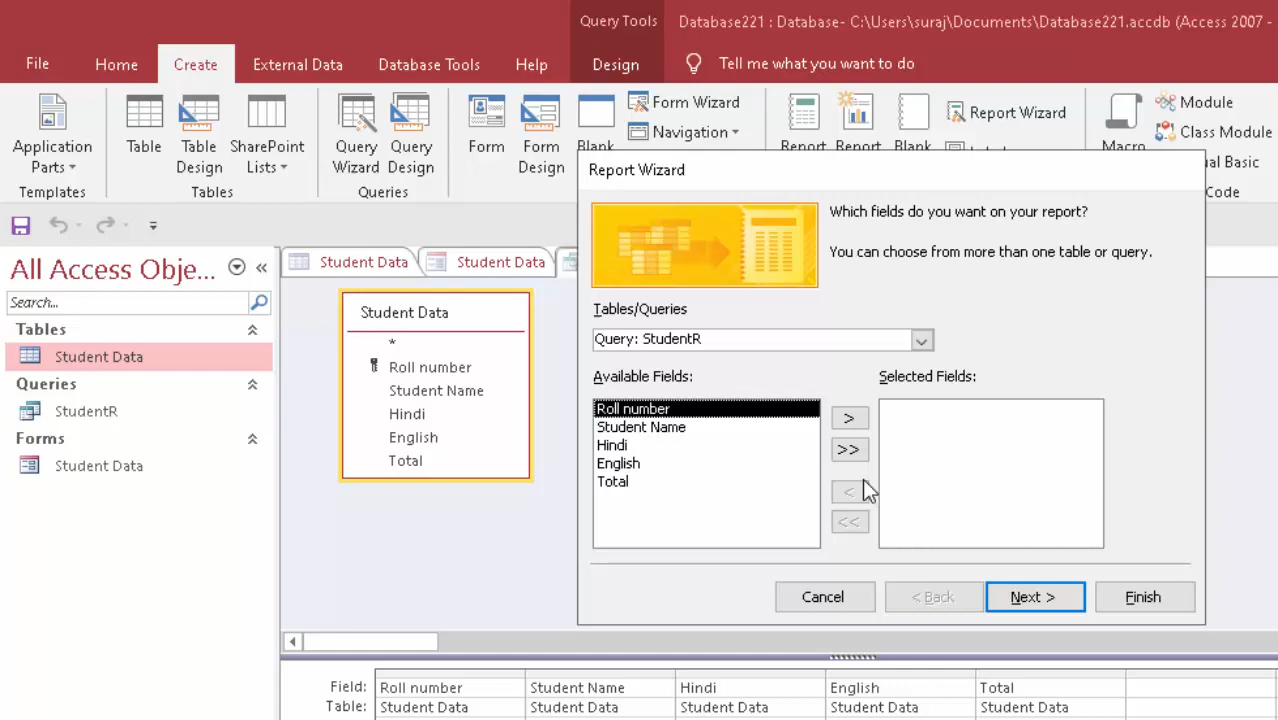 Query Tools
Database221 : Database- C:\Users\suraj\Documents\Database221.accdb (Access 2007 -
File Home Create External Data Database Tools Help Design Tell me what you want to do
Application Parts
Templates
Table
Table Design
SharePoint Lists
Tables
Query Wizard
Query Design
Queries
Form
Form Design
Blank
Form Wizard
Navigation
Report
Report
Blank
Report Wizard
Macro
Module
Class Module
ual Basic
Code
All Access Obje...
Search...
Tables
Student Data
Queries
StudentR
Forms
Student Data
Student Data
Student Data
Student Data
*
Roll number
Student Name
Hindi
English
Total
Report Wizard
Which fields do you want on your report?
You can choose from more than one table or query.
Tables/Queries
Query: StudentR
Available Fields:
Selected Fields:
Roll number
Student Name
Hindi
English
Total
>
>>
<
<<
Cancel
< Back
Next >
Finish
Field: Roll number Student Name Hindi English Total
Table: Student Data Student Data Student Data Student Data Student Data